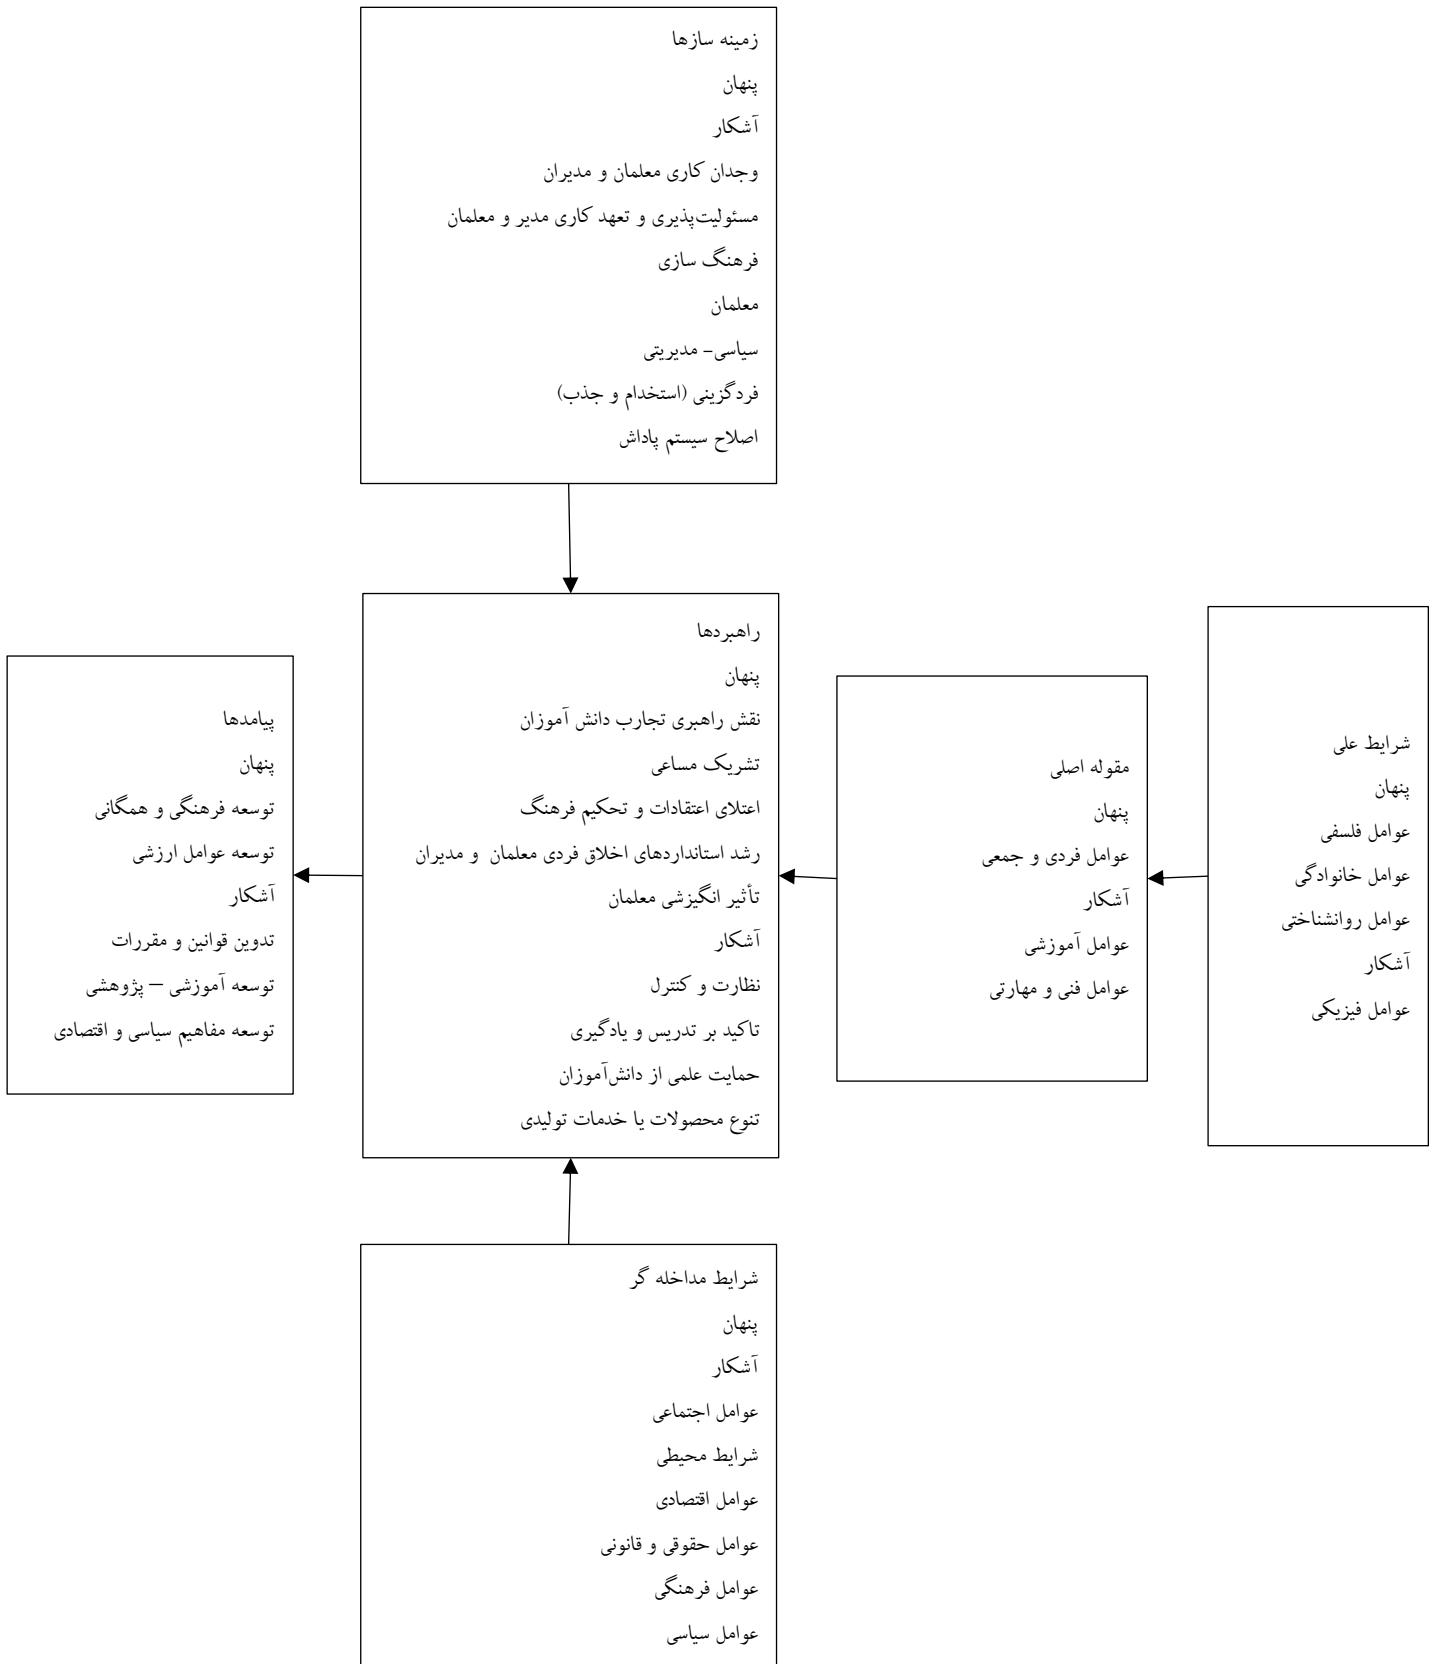 زمینه سازها
پنهان
آشکار
وجدان کاری معلمان و مدیران
مسئولیت‌پذیری و تعهد کاری مدیر و معلمان
فرهنگ سازی
معلمان
سیاسی- مدیریتی
فردگزینی (استخدام و جذب)
اصلاح سیستم پاداش
شرایط علی
پنهان
عوامل فلسفی
عوامل خانوادگی
عوامل روانشناختی
آشکار
عوامل فیزیکی
مقوله اصلی
پنهان
عوامل فردی و جمعی
آشکار
عوامل آموزشی
عوامل فنی و مهارتی
راهبردها
پنهان
نقش راهبری تجارب دانش آموزان
تشریک مساعی
اعتلای اعتقادات و تحکیم فرهنگ
رشد استانداردهای اخلاق فردی معلمان و مدیران
تأثیر انگیزشی معلمان
آشکار
نظارت و کنترل
تاکید بر تدریس و یادگیری
حمایت علمی از دانش‌آموزان
تنوع محصولات یا خدمات تولیدی
پیامدها
پنهان
توسعه فرهنگی و همگانی
توسعه عوامل ارزشی
آشکار
تدوین قوانین و مقررات
توسعه آموزشی – پژوهشی
توسعه مفاهیم سیاسی و اقتصادی
شرایط مداخله گر
پنهان
آشکار
عوامل اجتماعی
شرایط محیطی
عوامل اقتصادی
عوامل حقوقی و قانونی
عوامل فرهنگی
عوامل سیاسی